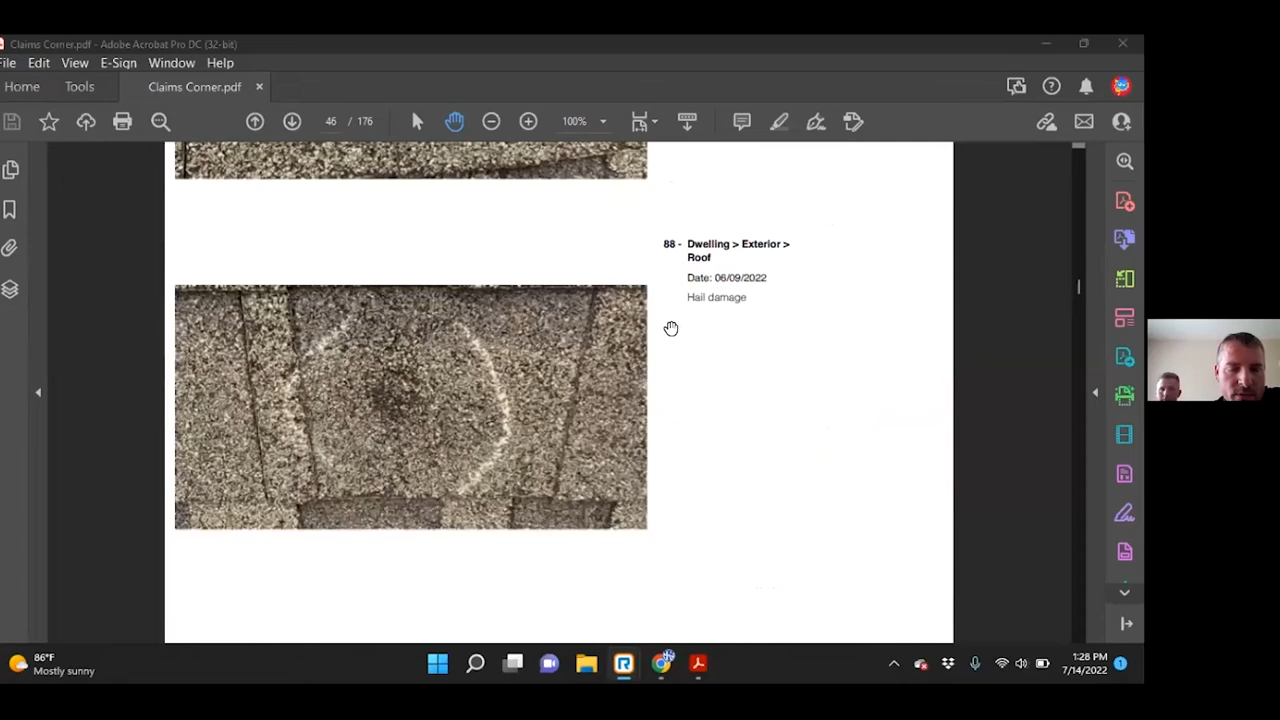 Claims Corner.pdf - Adobe Acrobat Pro DC (32-bit)
File Edit View E-Sign Window Help
Home Tools Claims Corner.pdf
46 / 176 100%
88 - Dwelling > Exterior >
Roof
Date: 06/09/2022
Hail damage
86°F
Mostly sunny
1:28 PM
7/14/2022 1